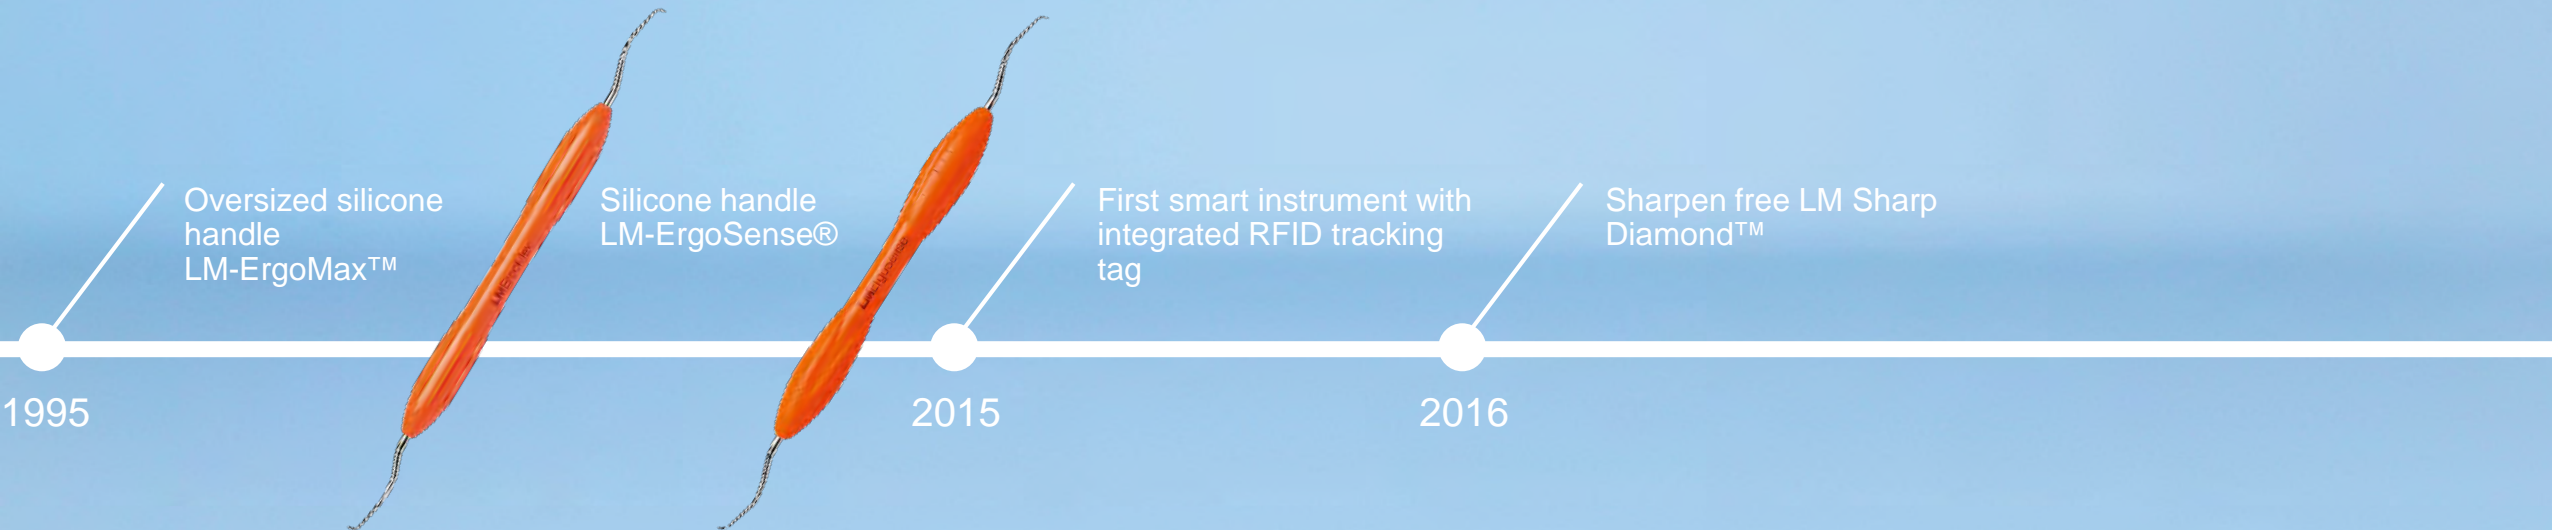 Oversized silicone
handle
LM-ErgoMax™
Silicone handle
LM-ErgoSense®
First smart instrument with
integrated RFID tracking
tag
Sharpen free LM Sharp
Diamond™
1995
2015
2016
LMErgoSense